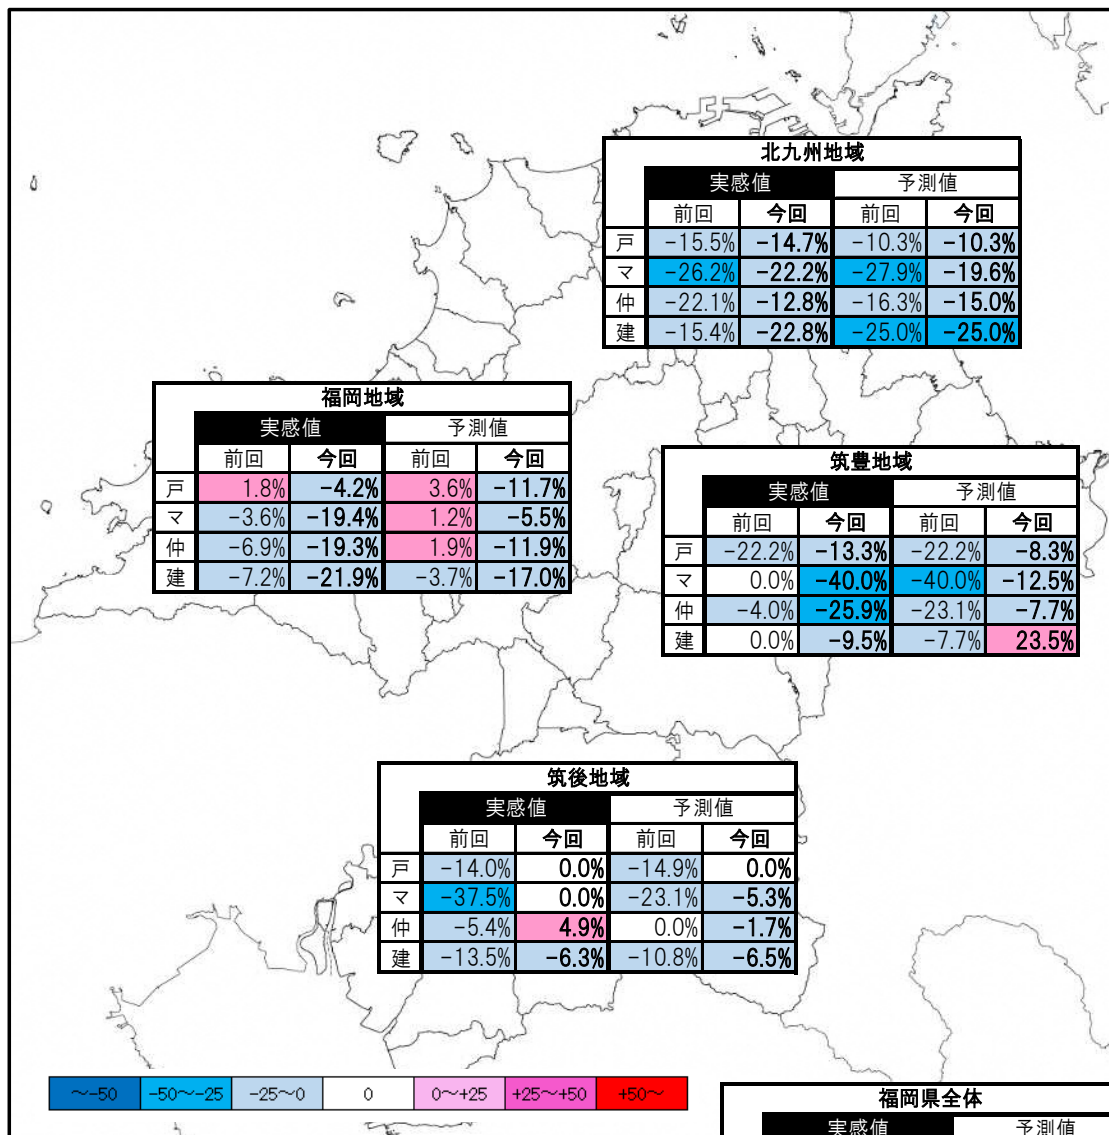 北九州地域
実感値 予測値
前回 今回 前回 今回
戸 -15.5% -14.7% -10.3% -10.3%
マ -26.2% -22.2% -27.9% -19.6%
仲 -22.1% -12.8% -16.3% -15.0%
建 -15.4% -22.8% -25.0% -25.0%
福岡地域
実感値 予測値
前回 今回 前回 今回
戸 1.8% -4.2% 3.6% -11.7%
マ -3.6% -19.4% 1.2% -5.5%
仲 -6.9% -19.3% 1.9% -11.9%
建 -7.2% -21.9% -3.7% -17.0%
筑豊地域
実感値 予測値
前回 今回 前回 今回
戸 -22.2% -13.3% -22.2% -8.3%
マ 0.0% -40.0% -40.0% -12.5%
仲 -4.0% -25.9% -23.1% -7.7%
建 0.0% -9.5% -7.7% 23.5%
筑後地域
実感値 予測値
前回 今回 前回 今回
戸 -14.0% 0.0% -14.9% 0.0%
マ -37.5% 0.0% -23.1% -5.3%
仲 -5.4% 4.9% 0.0% -1.7%
建 -13.5% -6.3% -10.8% -6.5%
~-50 -50~-25 -25~0 0 0~+25 +25~+50 +50~
福岡県全体
実感値 予測値